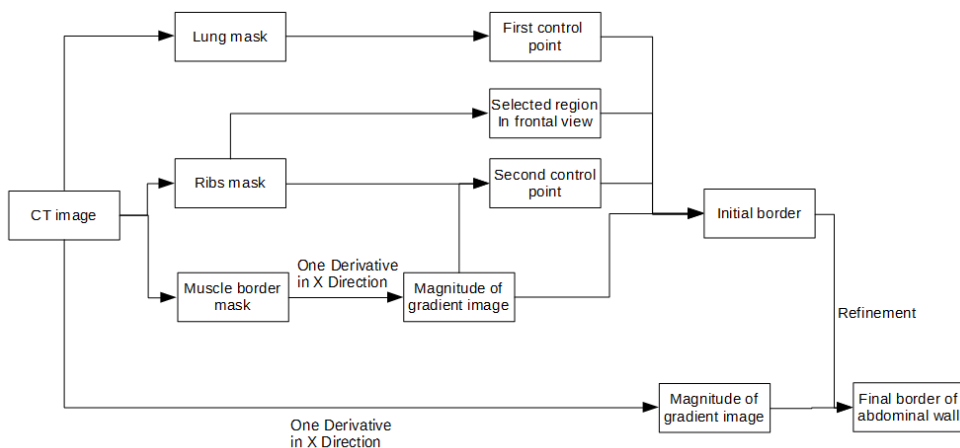 Lung mask
First control
point
Selected region
In frontal view
Ribs mask
Second control
point
CT image
Initial border
One Derivative
in X Direction
Muscle border
mask
Magnitude of
gradient image
Refinement
Magnitude of
gradient image
Final border of
abdominal wall
One Derivative
in X Direction